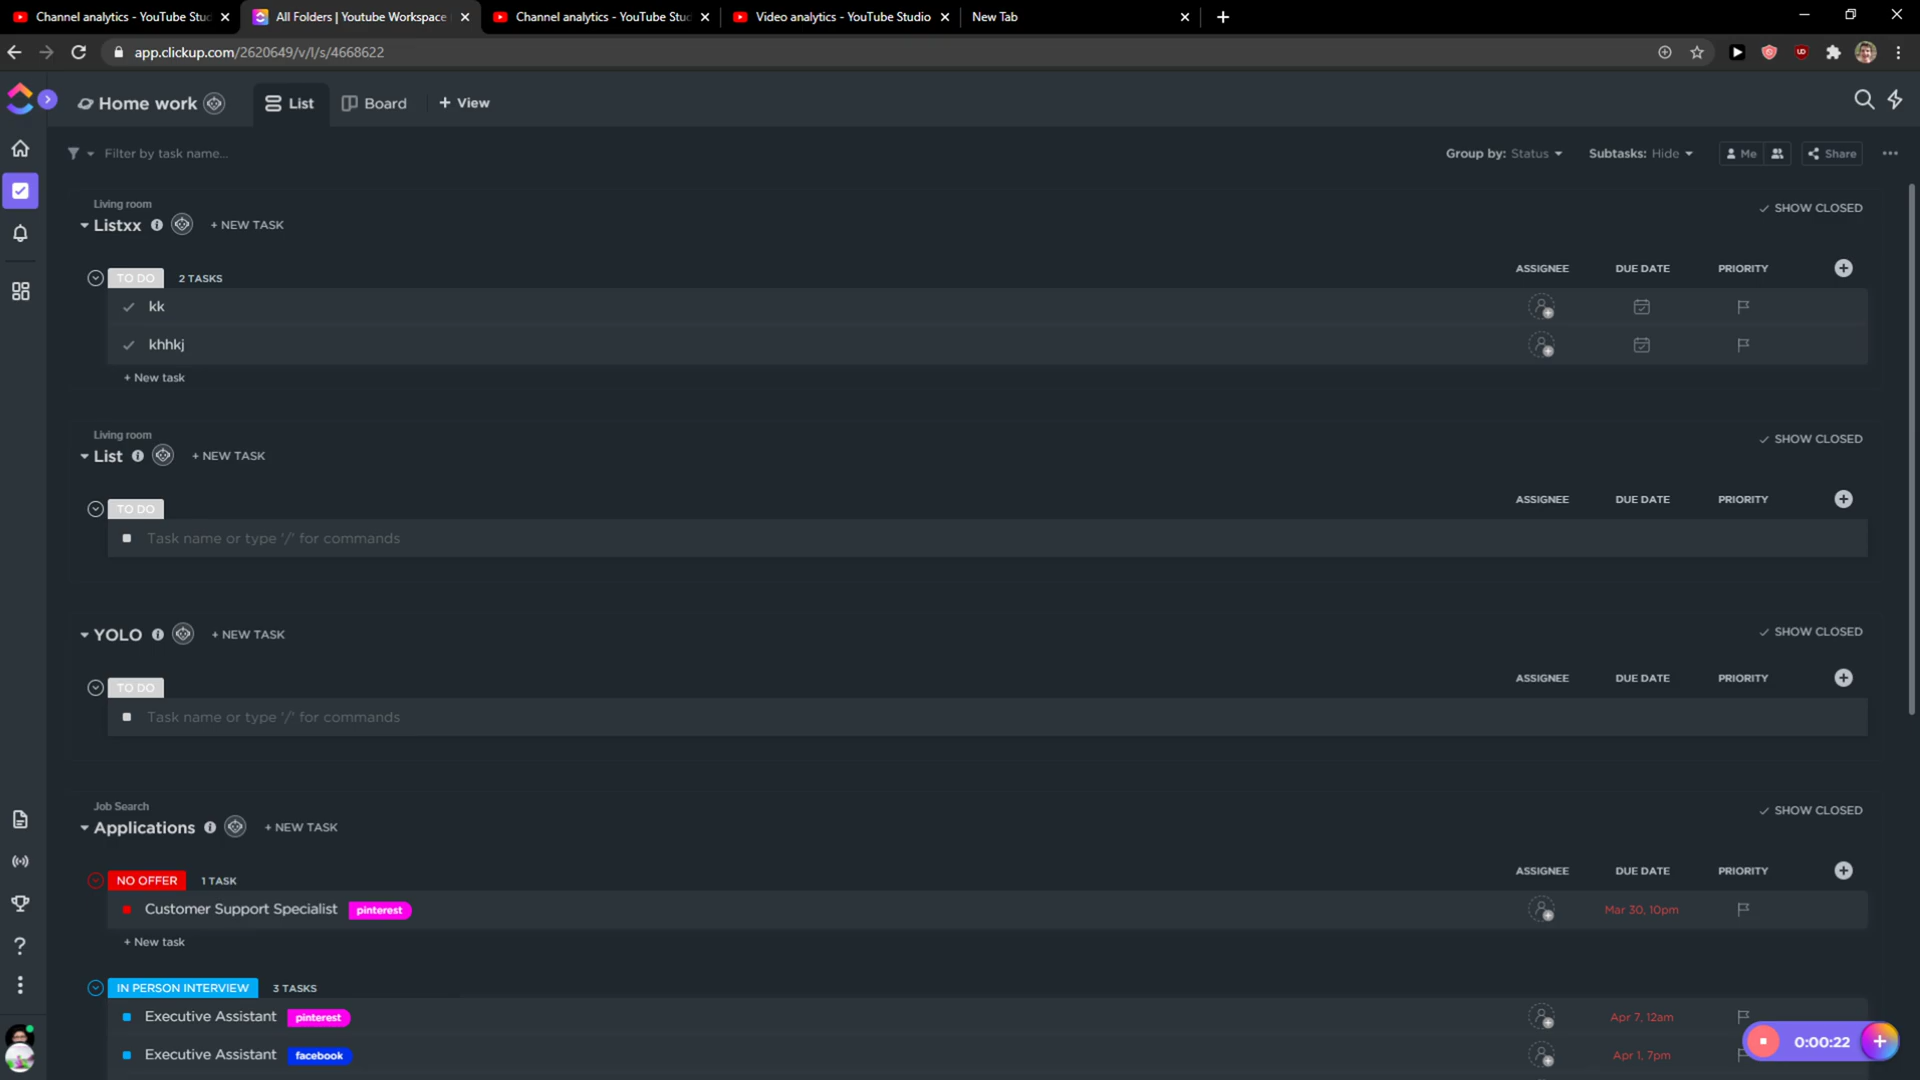 Channel analytics - YouTube Stu
All Folders | Youtube Workspace
Channel analytics - YouTube Stu
Video analytics - YouTube Studio
New Tab
app.clickup.com/2620649/v/l/s/4668622
Home work
List
Board
+ View
Filter by task name...
Group by: Status
Subtasks: Hide
Me
Share
Living room
Listxx
+ NEW TASK
SHOW CLOSED
TO DO
2 TASKS
ASSIGNEE
DUE DATE
PRIORITY
kk
khhkj
+ New task
Living room
List
+ NEW TASK
SHOW CLOSED
TO DO
ASSIGNEE
DUE DATE
PRIORITY
Task name or type '/' for commands
YOLO
+ NEW TASK
SHOW CLOSED
TO DO
ASSIGNEE
DUE DATE
PRIORITY
Task name or type '/' for commands
Job Search
Applications
+ NEW TASK
SHOW CLOSED
NO OFFER
1 TASK
ASSIGNEE
DUE DATE
PRIORITY
Customer Support Specialist
pinterest
Mar 30, 10pm
+ New task
IN PERSON INTERVIEW
3 TASKS
Executive Assistant
pinterest
Apr 7, 12am
Executive Assistant
facebook
Apr 1, 7pm
0:00:22